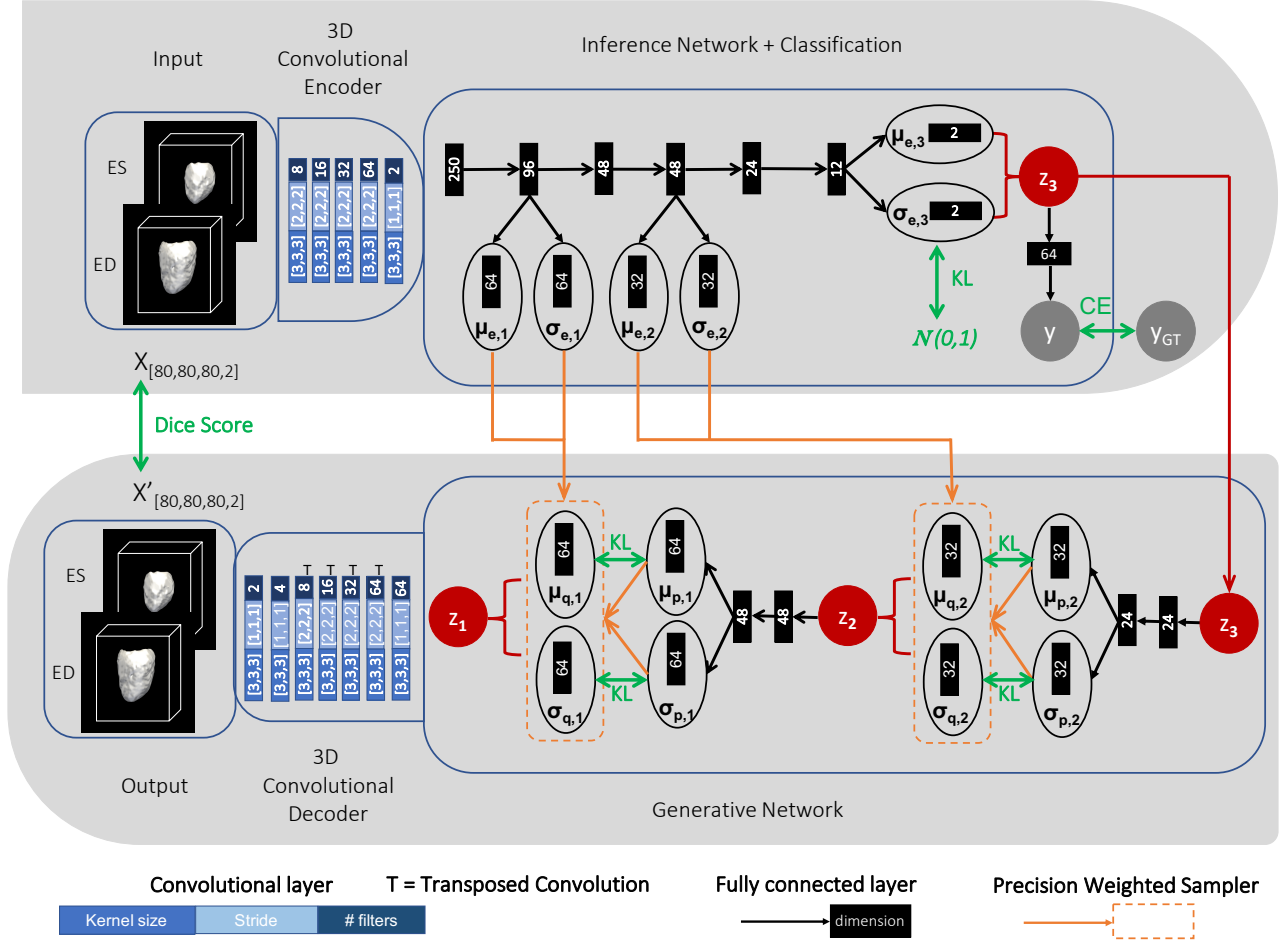 Input
3D
Convolutional
Encoder
Inference Network + Classification
ES
ED
8 16 32 64 2
[2,2,2] [2,2,2] [2,2,2] [2,2,2] [1,1,1]
[3,3,3] [3,3,3] [3,3,3] [3,3,3] [3,3,3]
250 96 48 48 24 12
μe,3 2
σe,3 2
z3
64
64 64 32 32
μe,1 σe,1 μe,2 σe,2
KL
N(0,1)
y CE yGT
X[80,80,80,2]
Dice Score
X'[80,80,80,2]
ES
ED
T T T T
2 4 8 16 32 64 64
[1,1,1] [1,1,1] [2,2,2] [2,2,2] [2,2,2] [2,2,2] [1,1,1]
[3,3,3] [3,3,3] [3,3,3] [3,3,3] [3,3,3] [3,3,3] [3,3,3]
64 KL 64 32 KL 32
μq,1 μp,1 μq,2 μp,2
z1 48 48 z2 24 24 z3
64 KL 64 32 KL 32
σq,1 σp,1 σq,2 σp,2
Output
3D
Convolutional
Decoder
Generative Network
Convolutional layer
T = Transposed Convolution
Fully connected layer
Precision Weighted Sampler
Kernel size Stride # filters
dimension